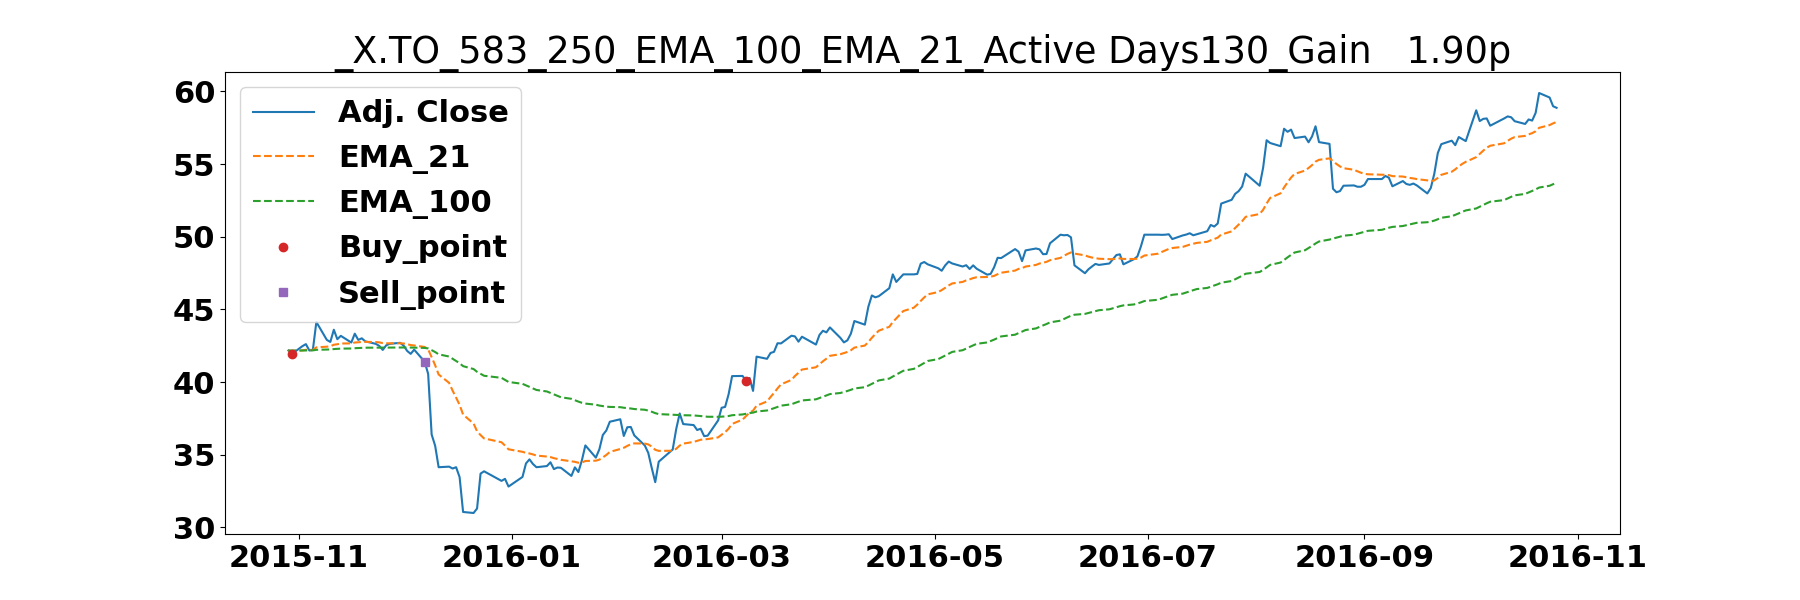 _X.TO_583_250_EMA_100_EMA_21_Active Days130_Gain   1.90p
60
55
50
45
40
35
30
Adj. Close
EMA_21
EMA_100
Buy_point
Sell_point
2015-11 2016-01 2016-03 2016-05 2016-07 2016-09 2016-11